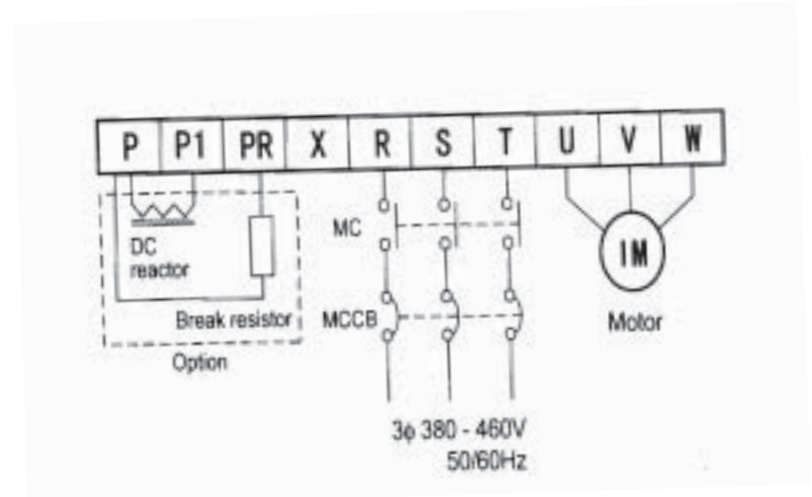 P P1 PR X R S T U V W
MC
DC
reactor
IM
Break resistor
MCCB
Motor
Option
3ϕ 380 - 460V
50/60Hz